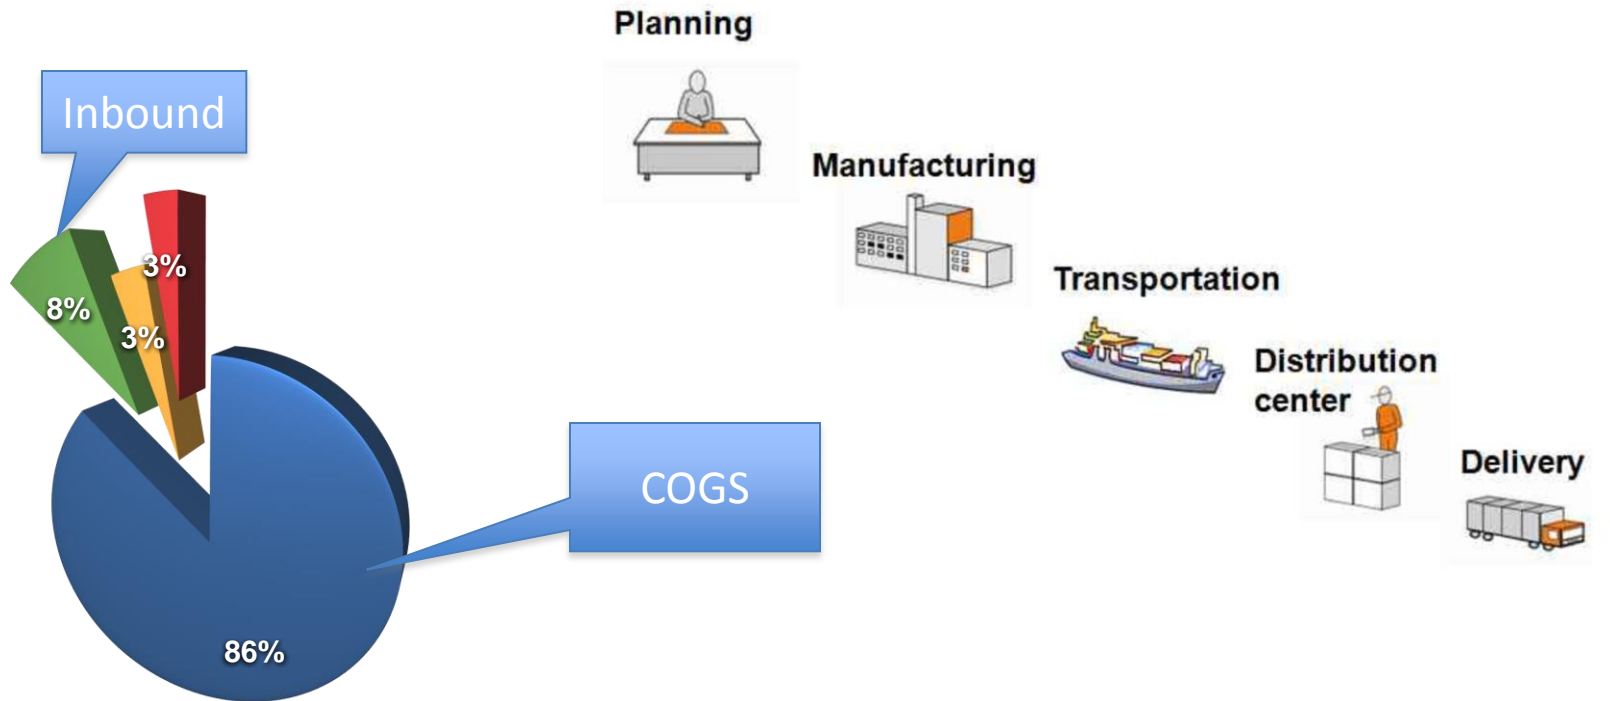 Planning
Inbound
Manufacturing
3%
Transportation
8%
3%
Distribution
center
Delivery
COGS
86%